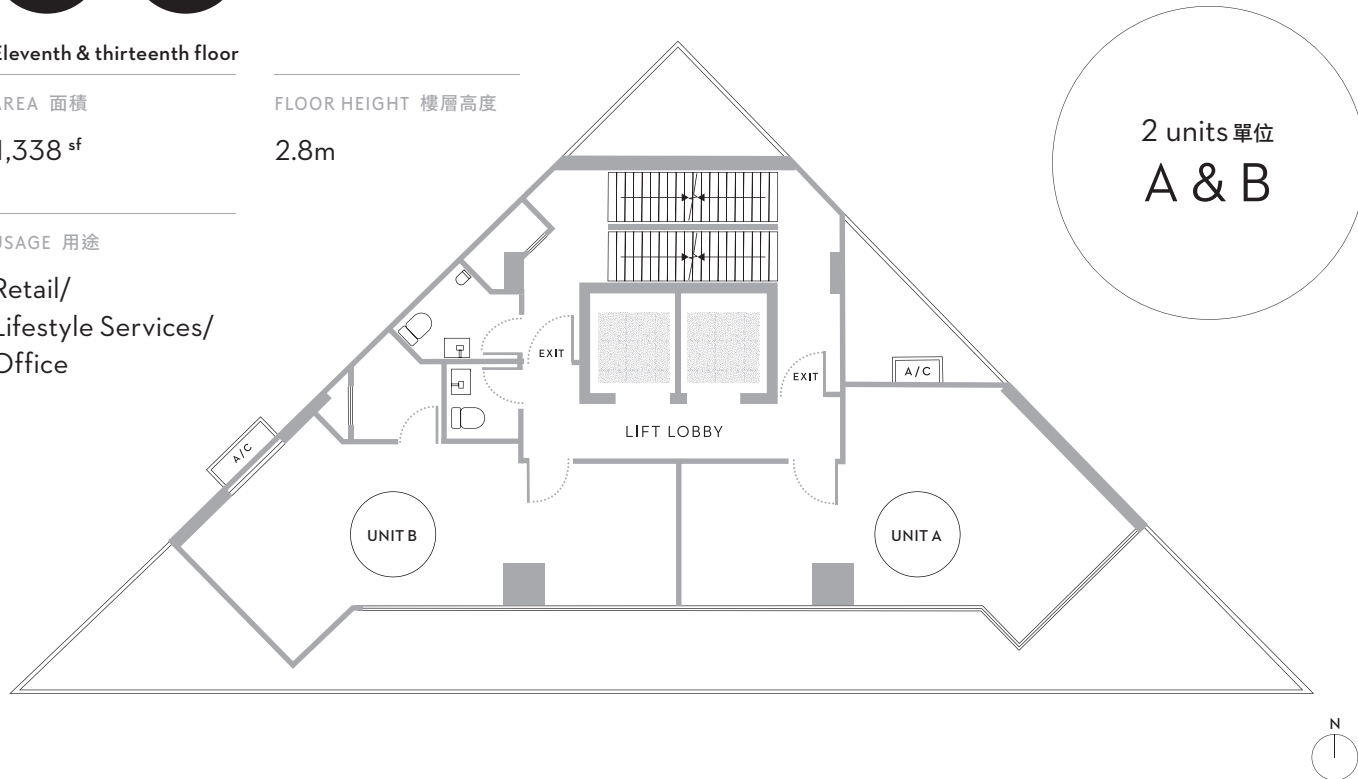 Eleventh & thirteenth floor
AREA 面積
1,338 sf
FLOOR HEIGHT 樓層高度
2.8m
USAGE 用途
Retail/
Lifestyle Services/
Office
2 units 單位
A & B
EXIT
EXIT
A/C
LIFT LOBBY
A/C
UNIT B
UNIT A
N